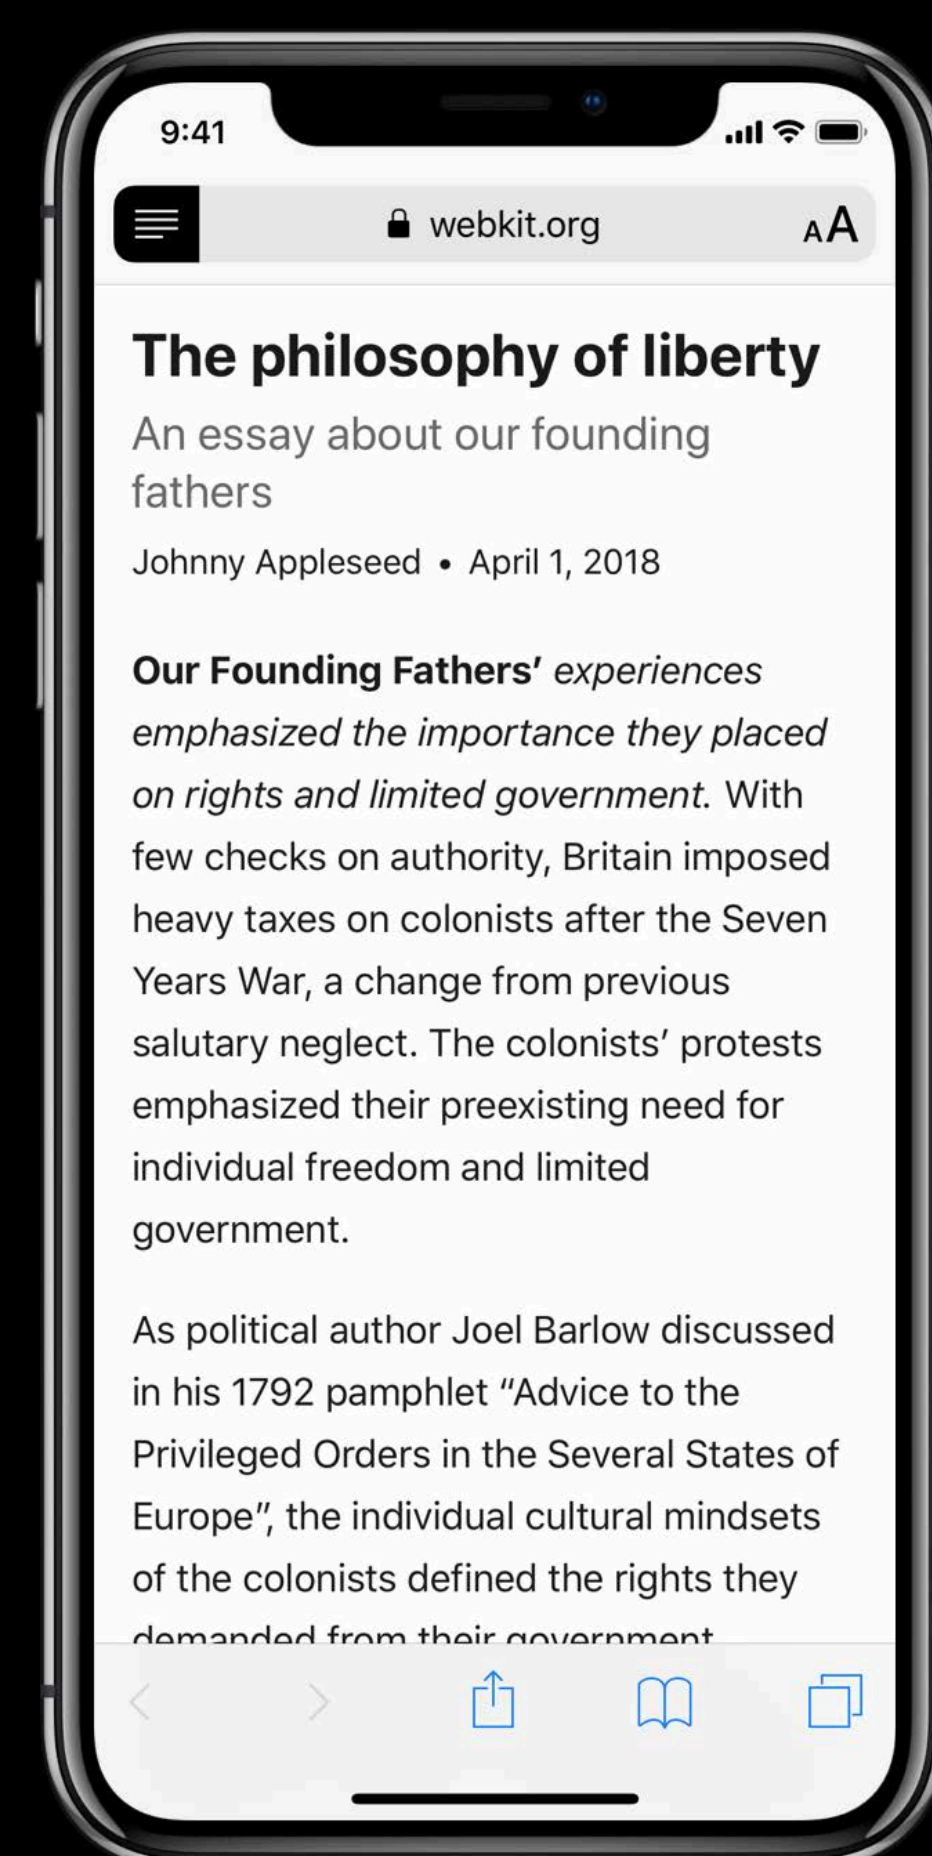 9:41
webkit.org
AA
The philosophy of liberty
An essay about our founding
fathers
Johnny Appleseed • April 1, 2018
Our Founding Fathers’ experiences
emphasized the importance they placed
on rights and limited government. With
few checks on authority, Britain imposed
heavy taxes on colonists after the Seven
Years War, a change from previous
salutary neglect. The colonists’ protests
emphasized their preexisting need for
individual freedom and limited
government.
As political author Joel Barlow discussed
in his 1792 pamphlet “Advice to the
Privileged Orders in the Several States of
Europe”, the individual cultural mindsets
of the colonists defined the rights they
demanded from their government